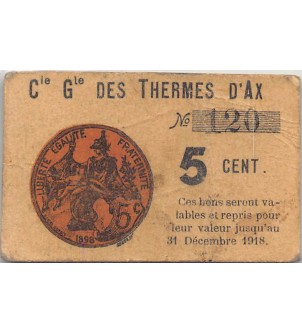 Cie Gle DES THERMES D'AX
No 120
LIBERTE EGALITE FRATERNITE
5 CENT.
5c
1898
Ces bons seront va-
lables et repris pour
leur valeur jusqu'au
31 Décembre 1918.